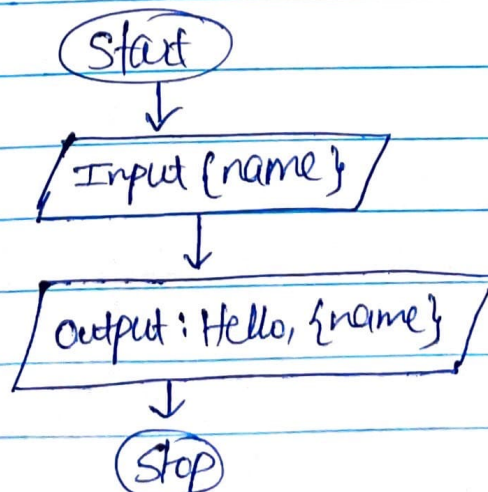 Start
Input {name}
output : Hello, {name}
Stop